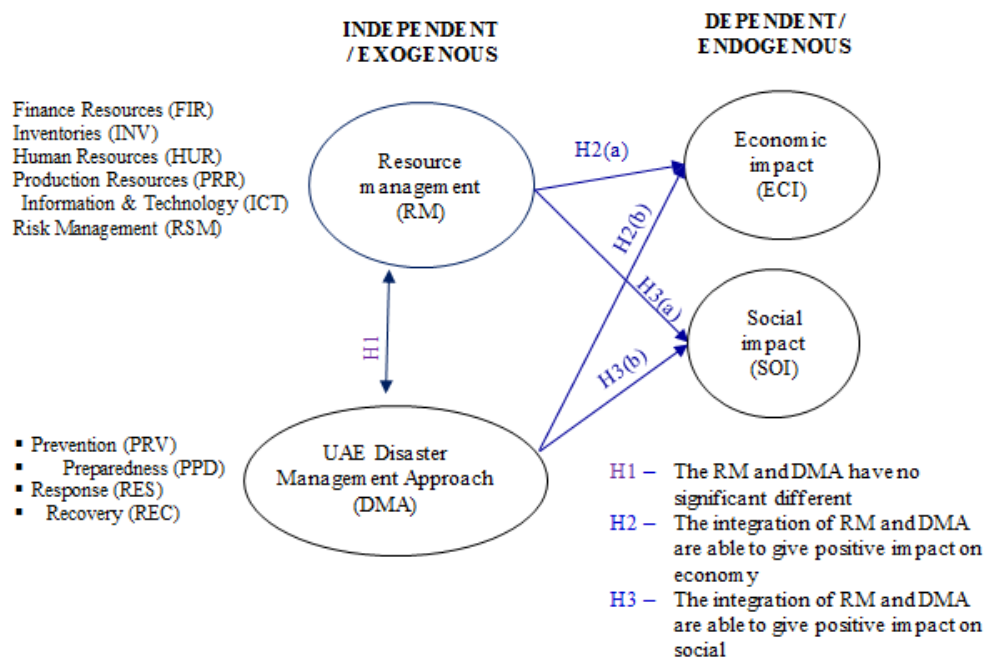 INDEPENDENT
/ EXOGENOUS
DEPENDENT/
ENDOGENOUS
Finance Resources (FIR)
Inventories (INV)
Human Resources (HUR)
Production Resources (PRR)
Information & Technology (ICT)
Risk Management (RSM)
Resource
management
(RM)
H2(a)
Economic
impact
(ECI)
H2(b)
H3(a)
Social
impact
(SOI)
H1
H3(b)
▪ Prevention (PRV)
▪ Preparedness (PPD)
▪ Response (RES)
▪ Recovery (REC)
UAE Disaster
Management Approach
(DMA)
H1 – The RM and DMA have no
significant different
H2 – The integration of RM and DMA
are able to give positive impact on
economy
H3 – The integration of RM and DMA
are able to give positive impact on
social